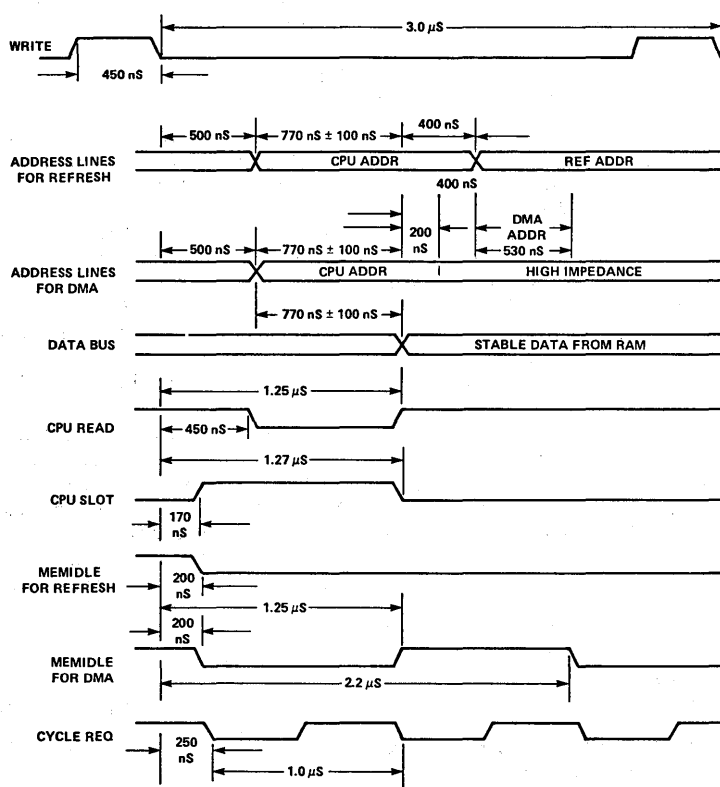 3.0 μS
WRITE
450 nS
500 nS 770 nS ± 100 nS 400 nS
ADDRESS LINES FOR REFRESH
CPU ADDR REF ADDR
400 nS
200 nS
DMA ADDR
500 nS 770 nS ± 100 nS 530 nS
ADDRESS LINES FOR DMA
CPU ADDR HIGH IMPEDANCE
770 nS ± 100 nS
DATA BUS STABLE DATA FROM RAM
1.25 μS
CPU READ 450 nS
1.27 μS
CPU SLOT
170 nS
MEMIDLE FOR REFRESH
200 nS
1.25 μS
200 nS
MEMIDLE FOR DMA
2.2 μS
CYCLE REQ
250 nS
1.0 μS